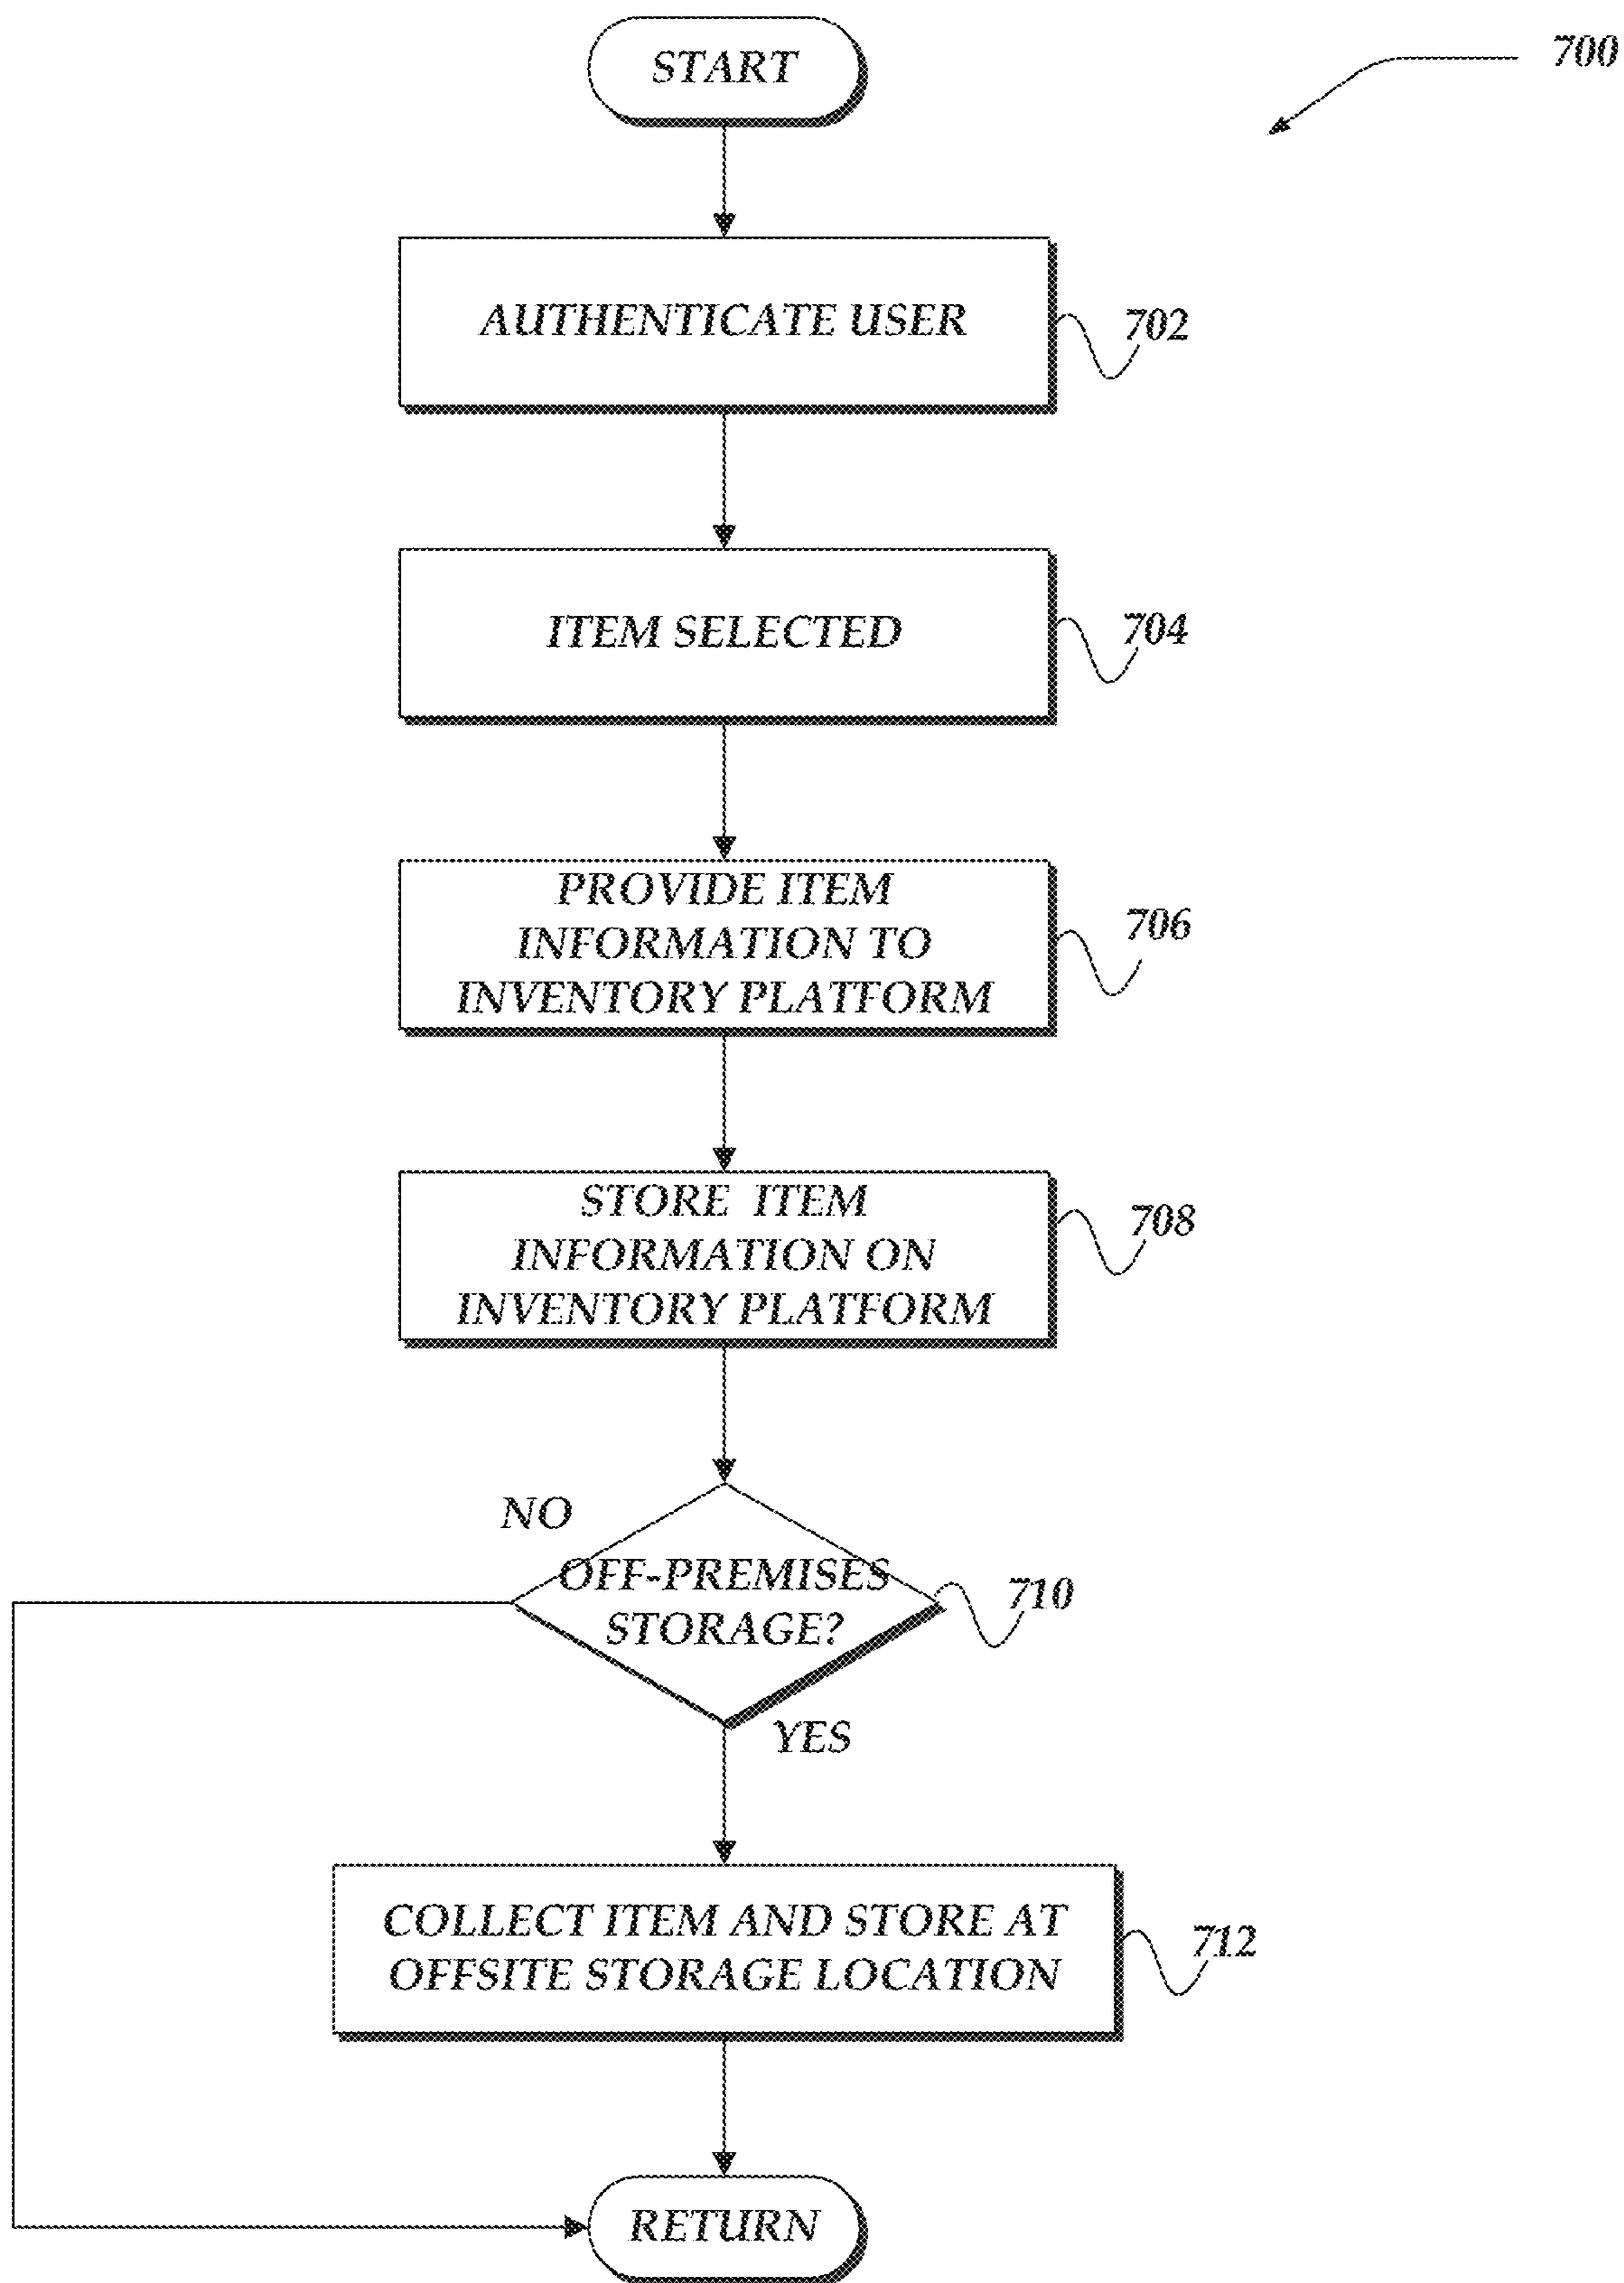 START
700
AUTHENTICATE USER
702
ITEM SELECTED
704
PROVIDE ITEM
INFORMATION TO
INVENTORY PLATFORM
706
STORE ITEM
INFORMATION ON
INVENTORY PLATFORM
708
NO
OFF-PREMISES
STORAGE?
710
YES
COLLECT ITEM AND STORE AT
OFFSITE STORAGE LOCATION
712
RETURN